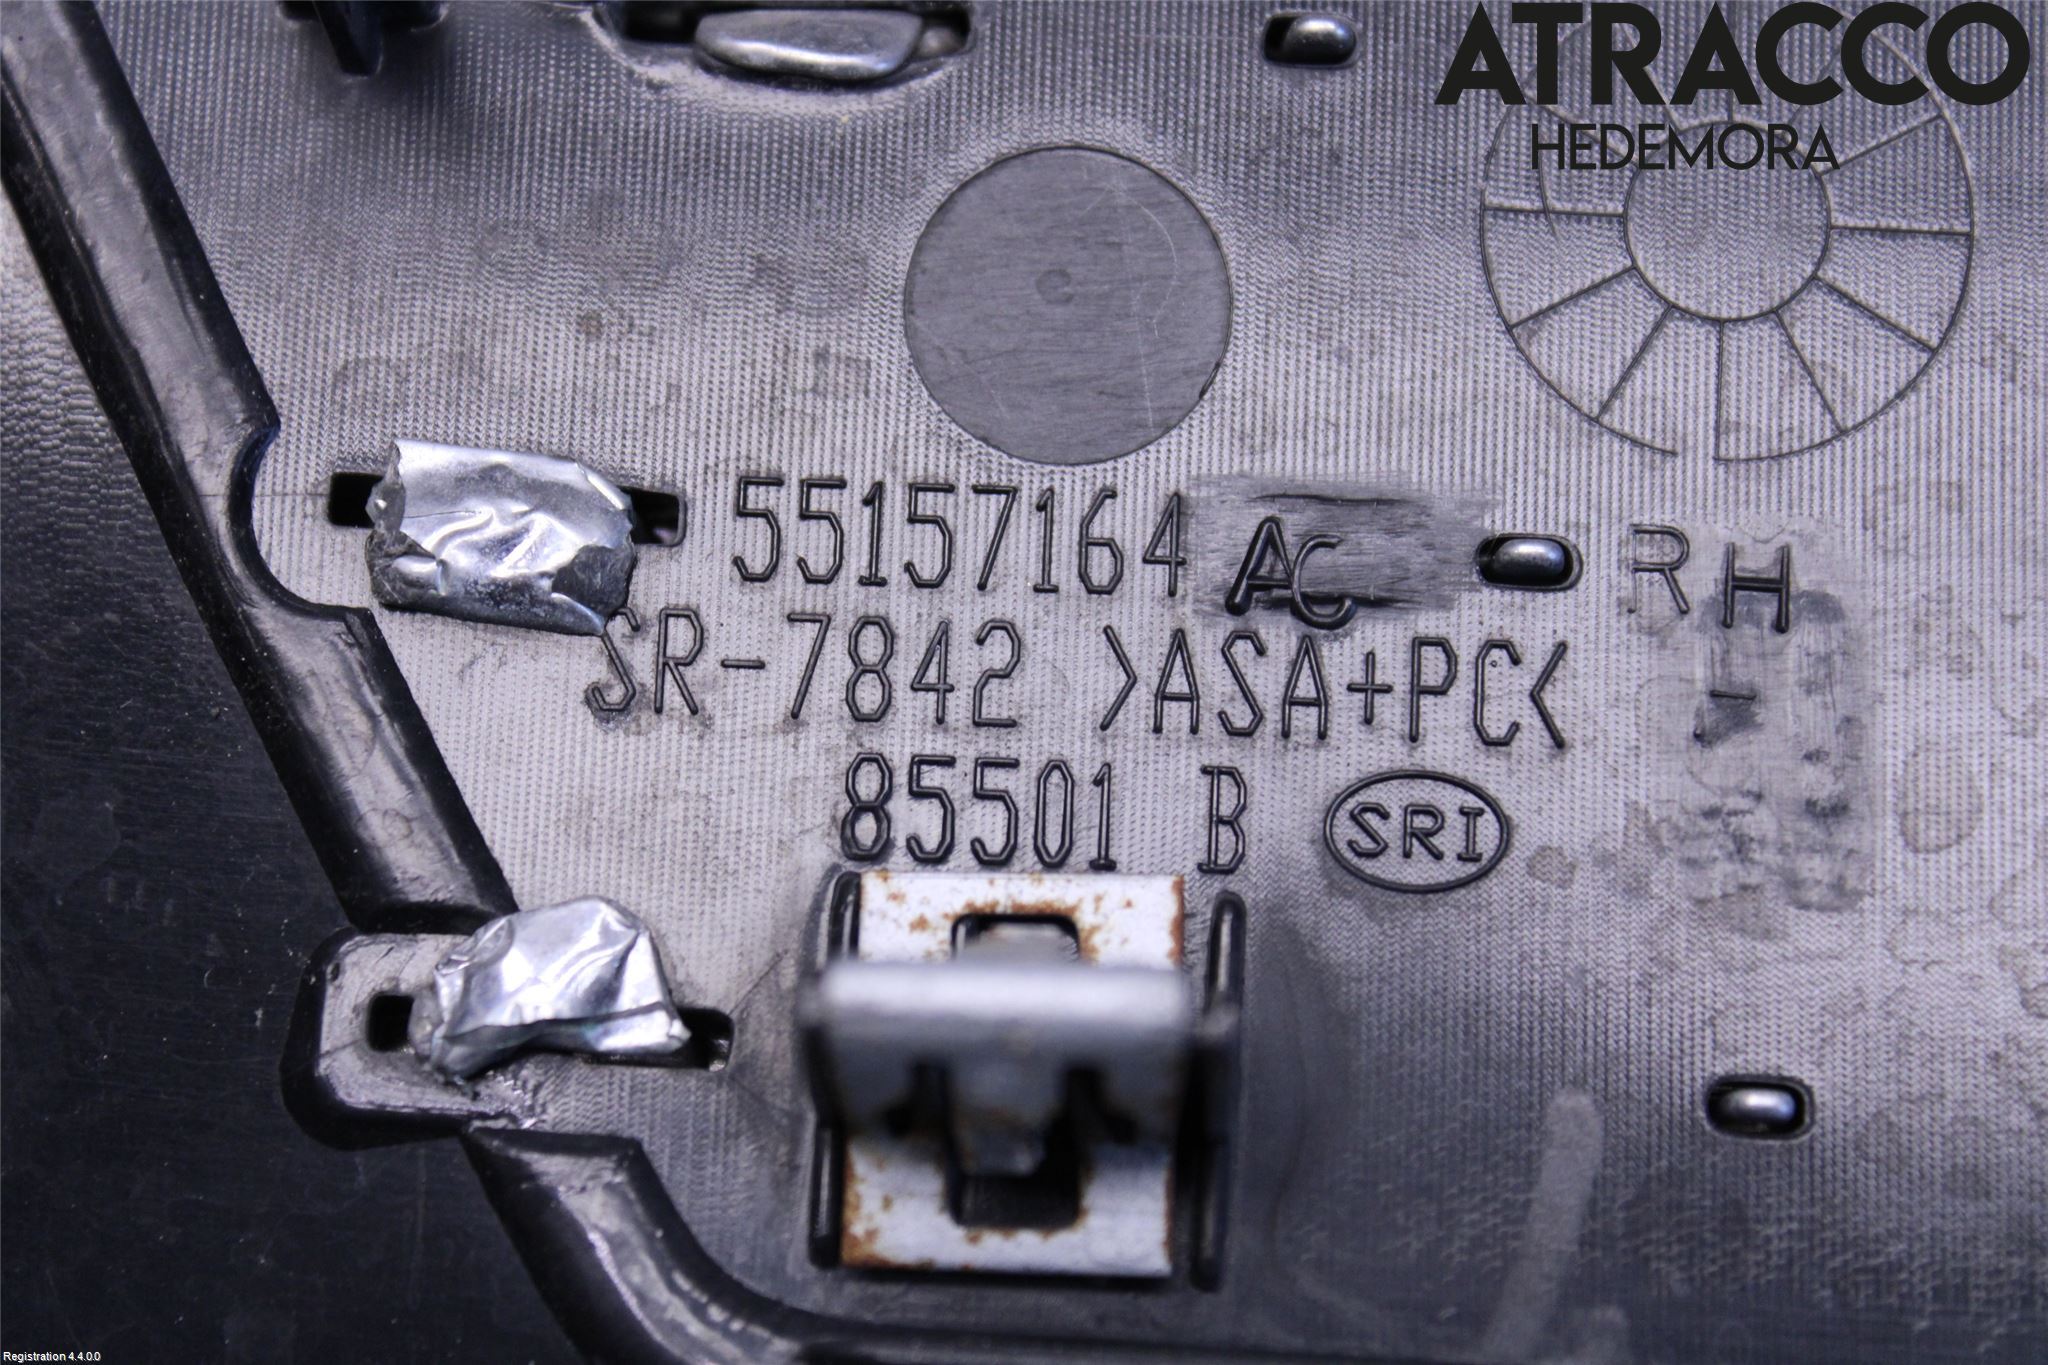 ATRACCO
HEDEMORA
55157164 AC RH
SR-7842 >ASA+PC< -
85501 B SRI
Registration 4.4.0.0